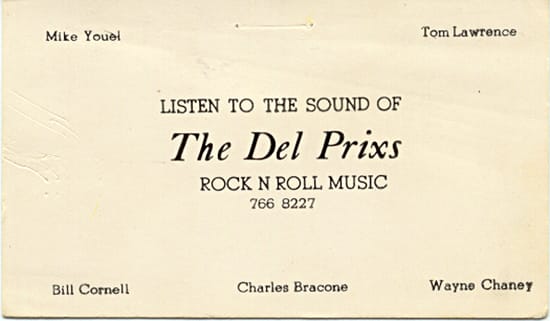 Mike Youel
Tom Lawrence
LISTEN TO THE SOUND OF
The Del Prixs
ROCK N ROLL MUSIC
766 8227
Bill Cornell
Charles Bracone
Wayne Chaney